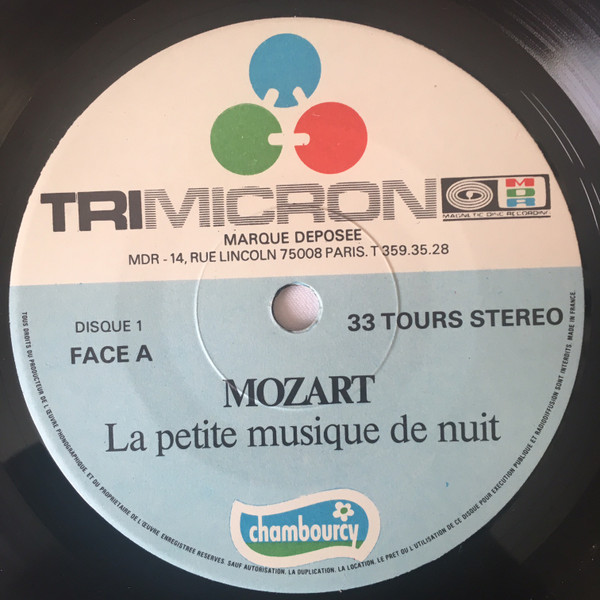 TRIMICRON
MDR
MAGNETIC DISC RECORDING
MARQUE DEPOSEE
MDR - 14, RUE LINCOLN 75008 PARIS. T 359.35.28
DISQUE 1
FACE A
33 TOURS STEREO
MOZART
La petite musique de nuit
chambourcy
TOUS DROITS DU PRODUCTEUR DE L'ŒUVRE PHONOGRAPHIQUE, ET DU PROPRIETAIRE DE L'ŒUVRE ENREGISTREE RESERVES. SAUF AUTORISATION. LA DUPLICATION. LA LOCATION. LE PRET OU L'UTILISATION DE CE DISQUE POUR EXECUTION PUBLIQUE ET RADIODIFFUSION SONT INTERDITS. MADE IN FRANCE.